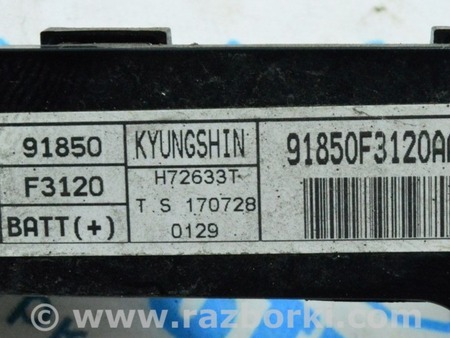 91850
F3120
BATT(+)
KYUNGSHIN
H72633T
T S 170728
0129
91850F3120A
www.razborki.com